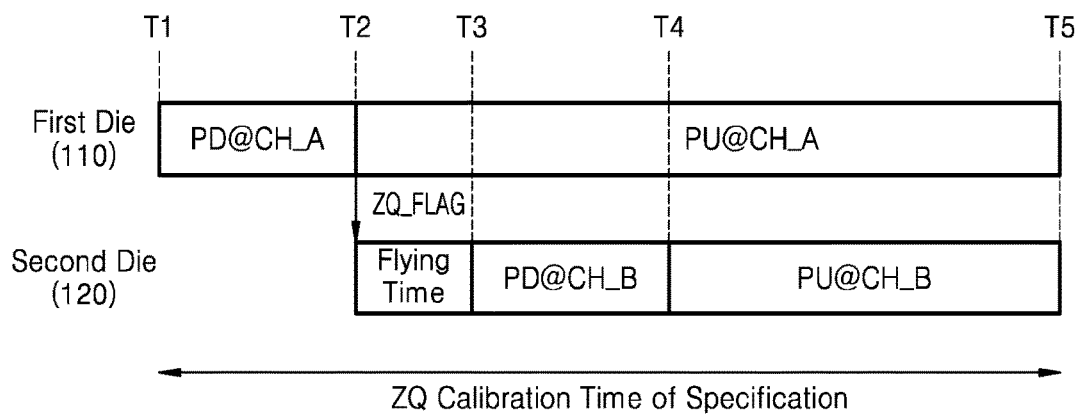 T1 T2 T3 T4 T5
First Die
(110)
PD@CH_A
PU@CH_A
ZQ_FLAG
Second Die
(120)
Flying
Time
PD@CH_B
PU@CH_B
ZQ Calibration Time of Specification